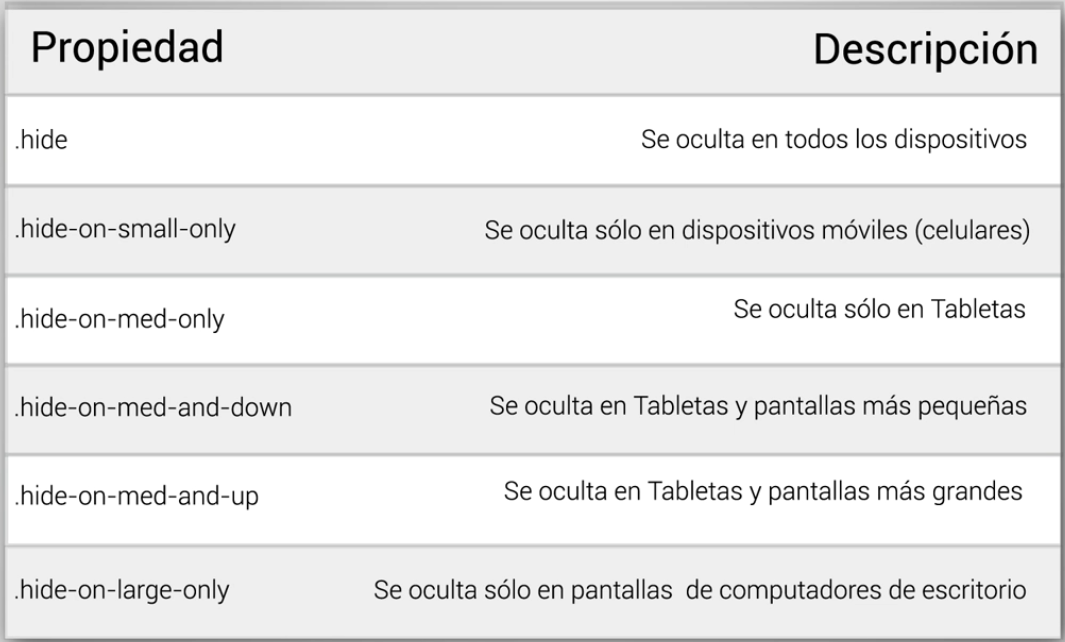 Propiedad Descripción
.hide Se oculta en todos los dispositivos
.hide-on-small-only Se oculta sólo en dispositivos móviles (celulares)
.hide-on-med-only Se oculta sólo en Tabletas
.hide-on-med-and-down Se oculta en Tabletas y pantallas más pequeñas
.hide-on-med-and-up Se oculta en Tabletas y pantallas más grandes
.hide-on-large-only Se oculta sólo en pantallas de computadores de escritorio